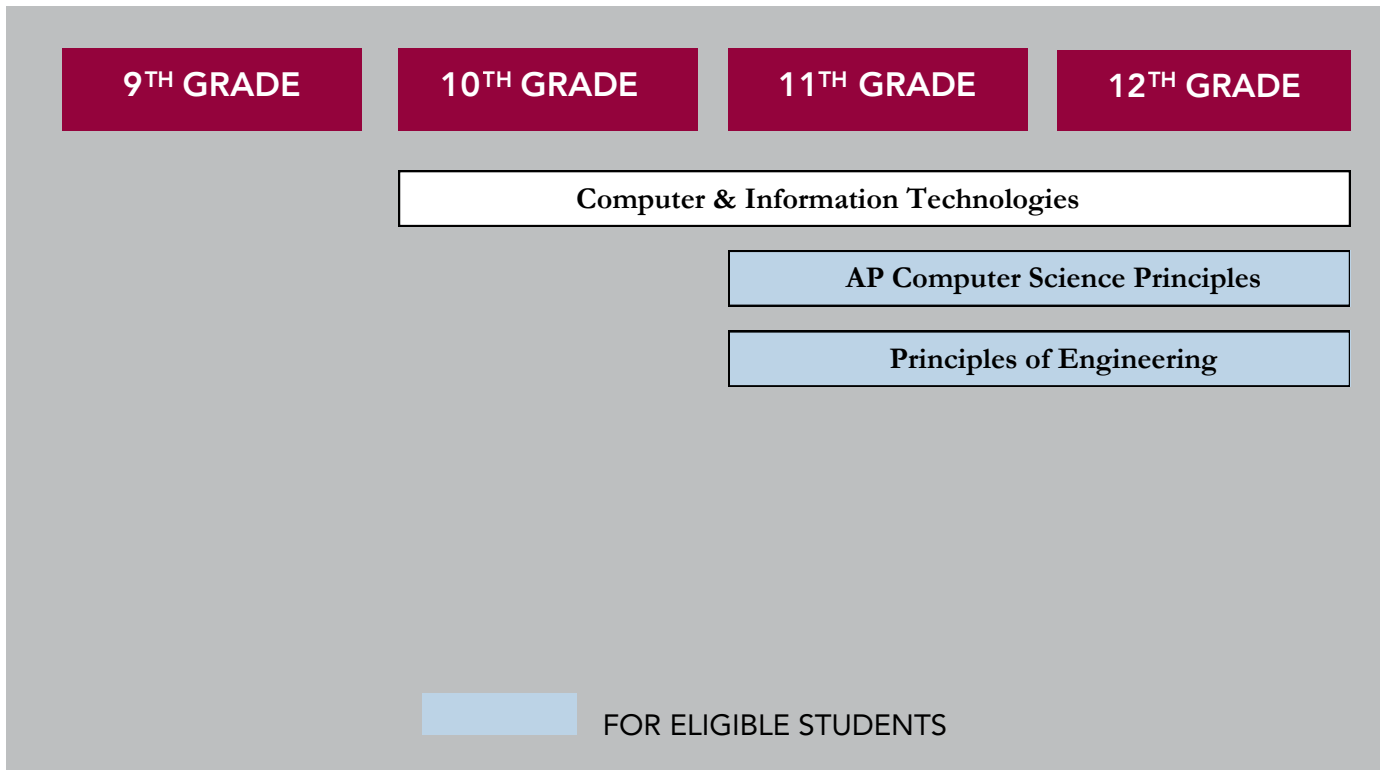 9TH GRADE
10TH GRADE
11TH GRADE
12TH GRADE
Computer & Information Technologies
AP Computer Science Principles
Principles of Engineering
FOR ELIGIBLE STUDENTS